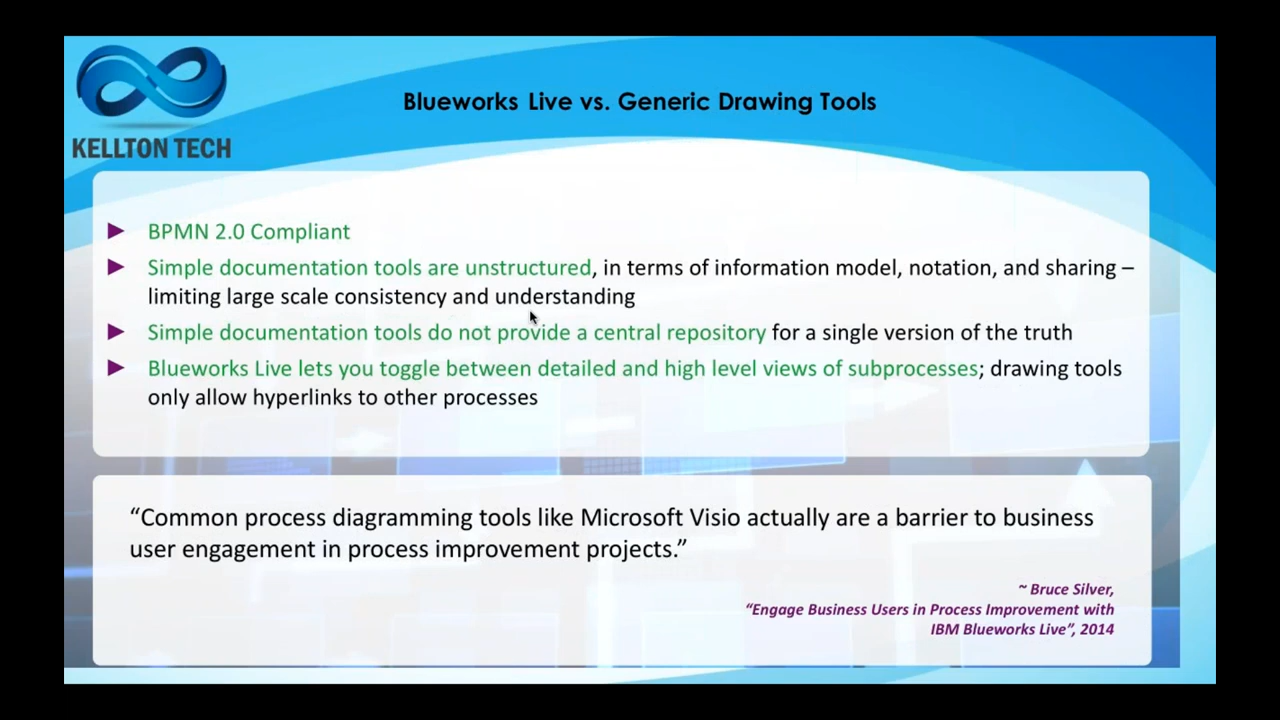 KELLTON TECH
Blueworks Live vs. Generic Drawing Tools
BPMN 2.0 Compliant
Simple documentation tools are unstructured, in terms of information model, notation, and sharing –
limiting large scale consistency and understanding
Simple documentation tools do not provide a central repository for a single version of the truth
Blueworks Live lets you toggle between detailed and high level views of subprocesses; drawing tools
only allow hyperlinks to other processes
“Common process diagramming tools like Microsoft Visio actually are a barrier to business
user engagement in process improvement projects.”
~ Bruce Silver,
“Engage Business Users in Process Improvement with
IBM Blueworks Live”, 2014